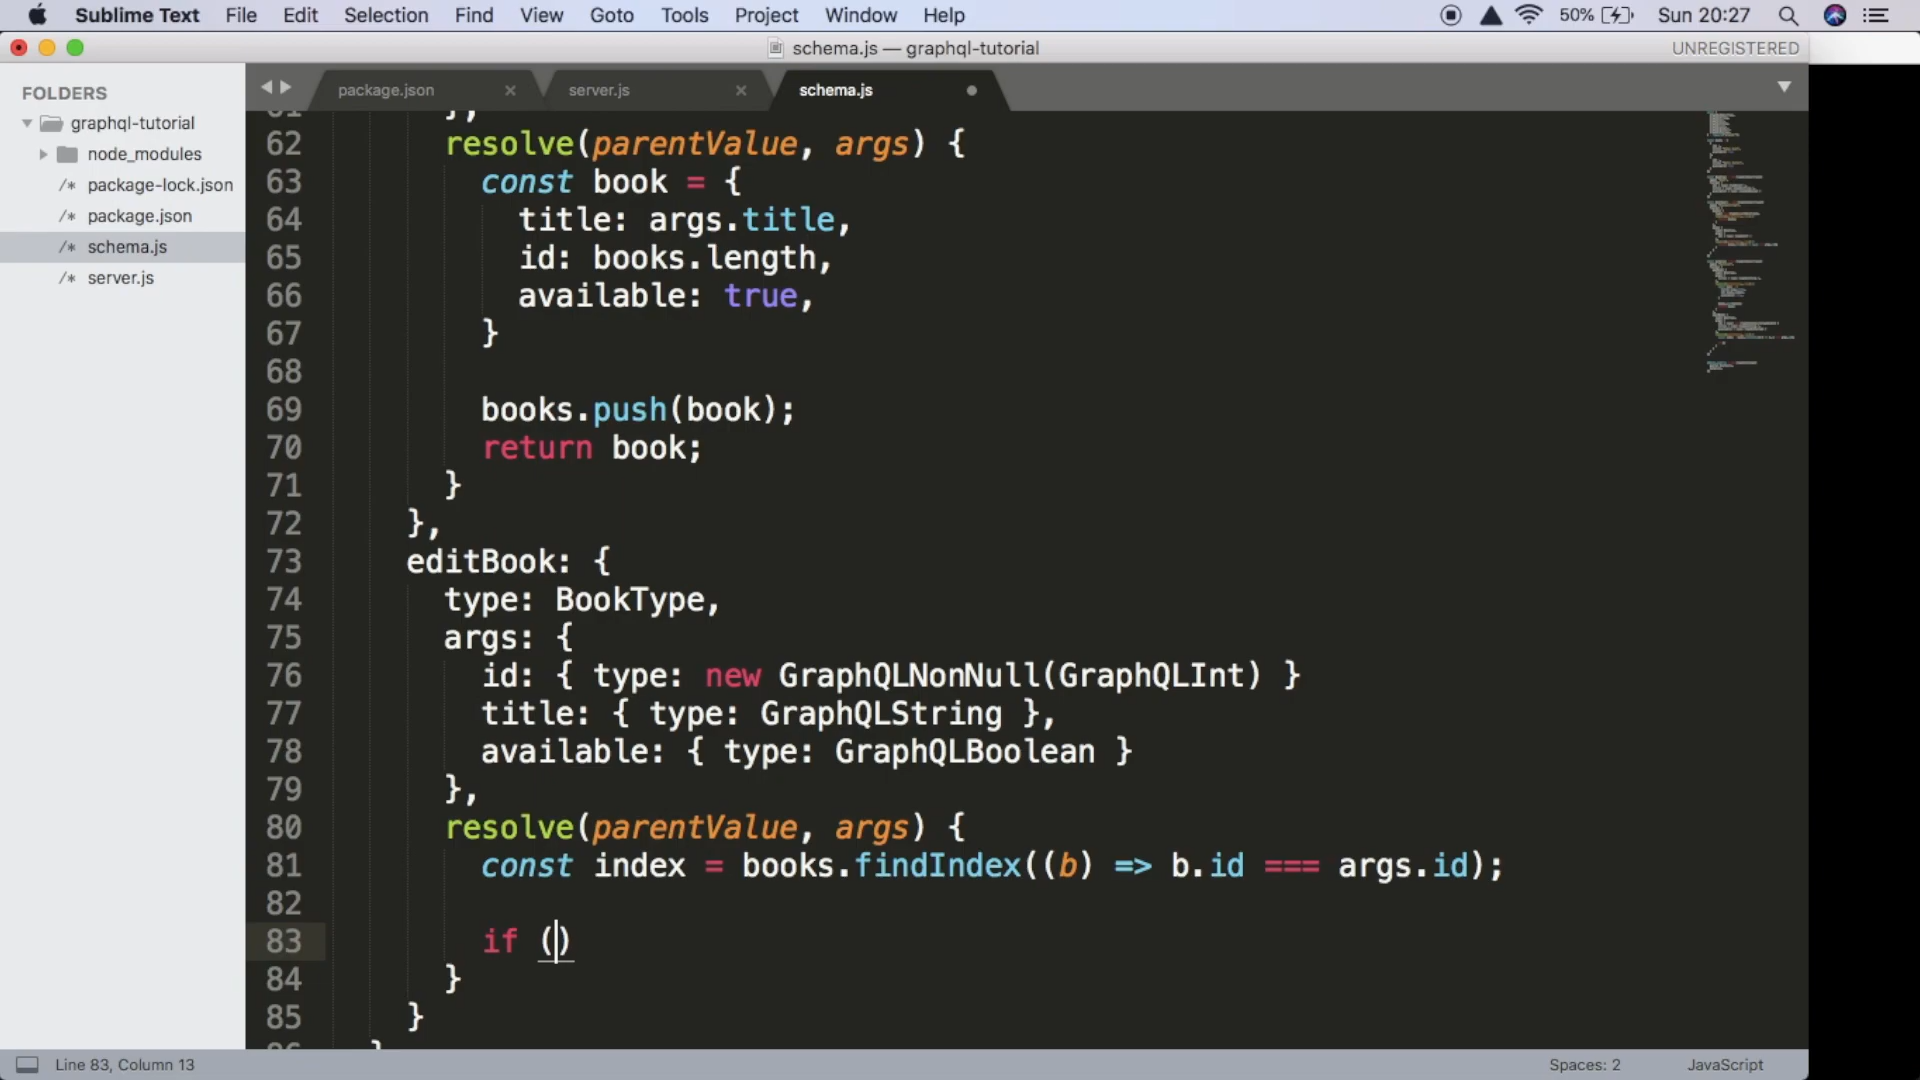 Sublime Text File Edit Selection Find View Goto Tools Project Window Help 50% Sun 20:27
schema.js — graphql-tutorial UNREGISTERED
FOLDERS
graphql-tutorial
node_modules
/* package-lock.json
/* package.json
/* schema.js
/* server.js
package.json × server.js × schema.js
61 },
62 resolve(parentValue, args) {
63 const book = {
64 title: args.title,
65 id: books.length,
66 available: true,
67 }
68
69 books.push(book);
70 return book;
71 }
72 },
73 editBook: {
74 type: BookType,
75 args: {
76 id: { type: new GraphQLNonNull(GraphQLInt) }
77 title: { type: GraphQLString },
78 available: { type: GraphQLBoolean }
79 },
80 resolve(parentValue, args) {
81 const index = books.findIndex((b) => b.id === args.id);
82
83 if ()
84 }
85 }
86 }
Line 83, Column 13 Spaces: 2 JavaScript